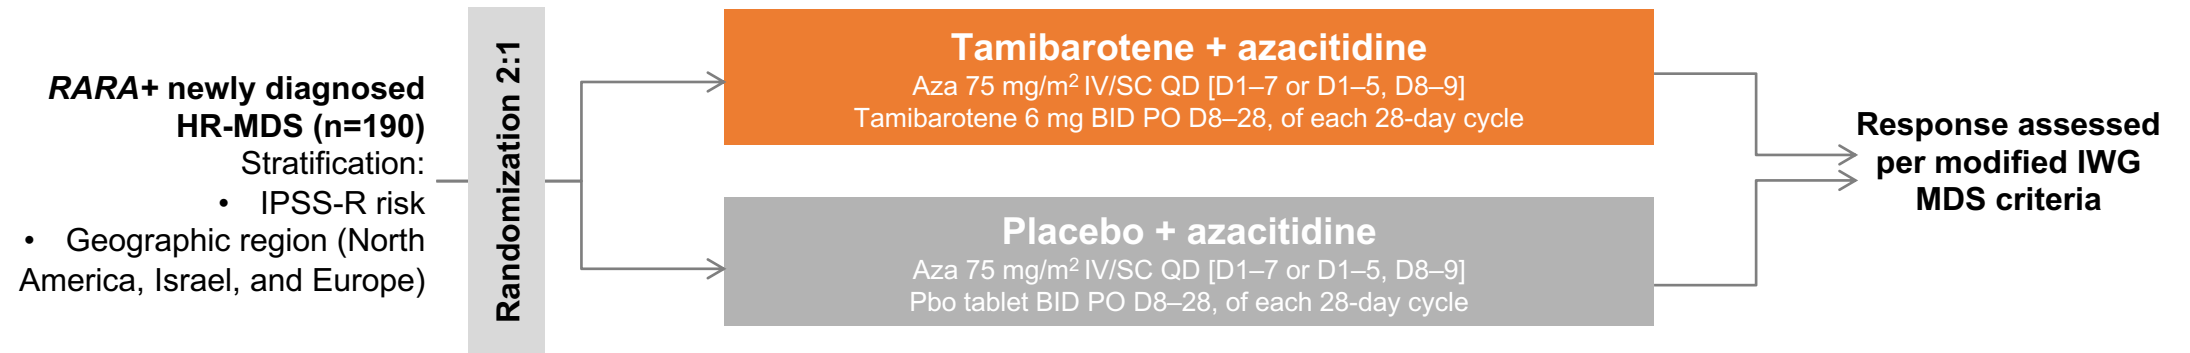 RARA+ newly diagnosed
HR-MDS (n=190)
Stratification:
• IPSS-R risk
• Geographic region (North
America, Israel, and Europe)
Randomization 2:1
Tamibarotene + azacitidine
Aza 75 mg/m² IV/SC QD [D1–7 or D1–5, D8–9]
Tamibarotene 6 mg BID PO D8–28, of each 28-day cycle
Placebo + azacitidine
Aza 75 mg/m² IV/SC QD [D1–7 or D1–5, D8–9]
Pbo tablet BID PO D8–28, of each 28-day cycle
Response assessed
per modified IWG
MDS criteria